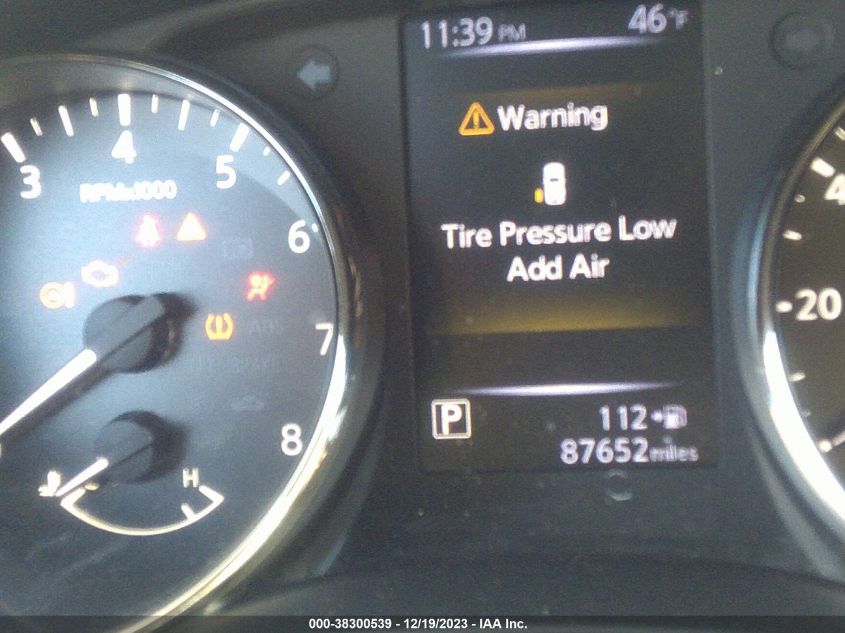 11:39 PM 46°F
Warning
Tire Pressure Low
Add Air
P 112
87652 miles
3 4 5 6 7 8
RPMx1000
H
20
000-38300539 - 12/19/2023 - IAA Inc.